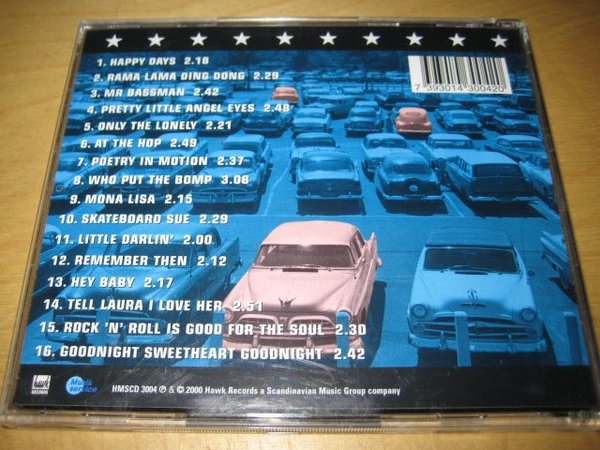 1. HAPPY DAYS 2.18
2. RAMA LAMA DING DONG 2.29
3. MR BASSMAN 2.42
4. PRETTY LITTLE ANGEL EYES 2.48
5. ONLY THE LONELY 2.21
6. AT THE HOP 2.49
7. POETRY IN MOTION 2.37
8. WHO PUT THE BOMP 3.08
9. MONA LISA 2.15
10. SKATEBOARD SUE 2.29
11. LITTLE DARLIN' 2.00
12. REMEMBER THEN 2.12
13. HEY BABY 2.17
14. TELL LAURA I LOVE HER 2.51
15. ROCK 'N' ROLL IS GOOD FOR THE SOUL 2.30
16. GOODNIGHT SWEETHEART GOODNIGHT 2.42
7 393014 300420
Hawk
RECORDS
Musik
service
HMSCD 3004 ℗ & © 2000 Hawk Records a Scandinavian Music Group company